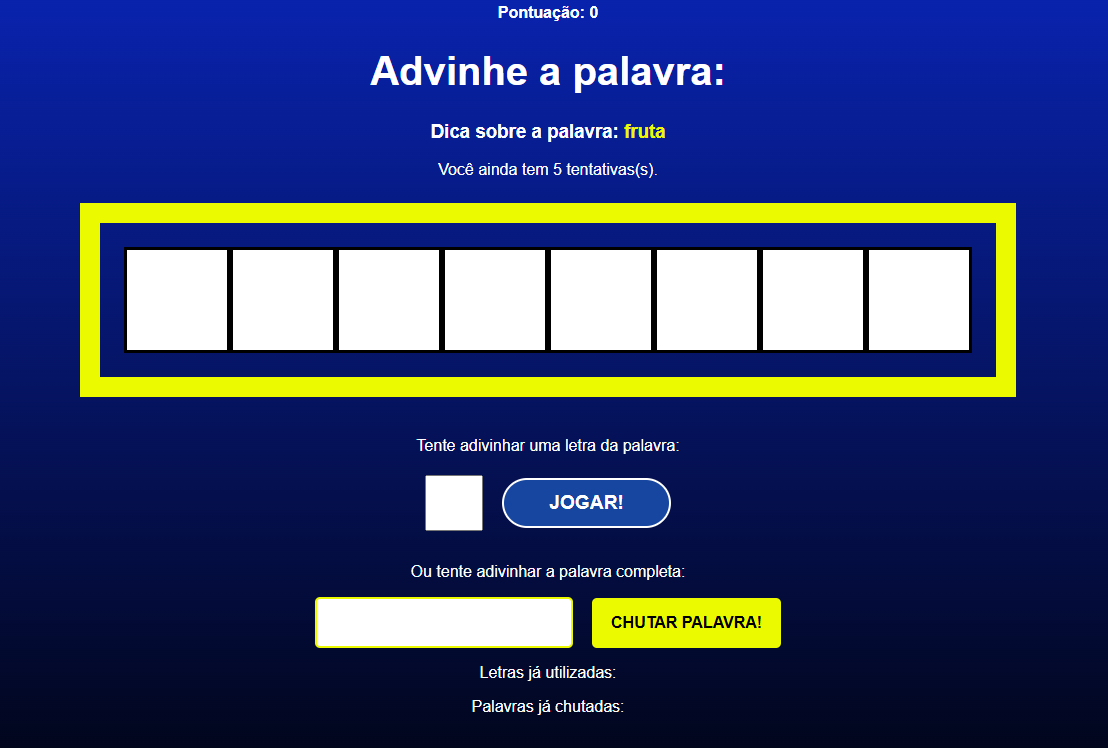 Pontuação: 0
Advinhe a palavra:
Dica sobre a palavra: fruta
Você ainda tem 5 tentativas(s).
Tente adivinhar uma letra da palavra:
JOGAR!
Ou tente adivinhar a palavra completa:
CHUTAR PALAVRA!
Letras já utilizadas:
Palavras já chutadas: